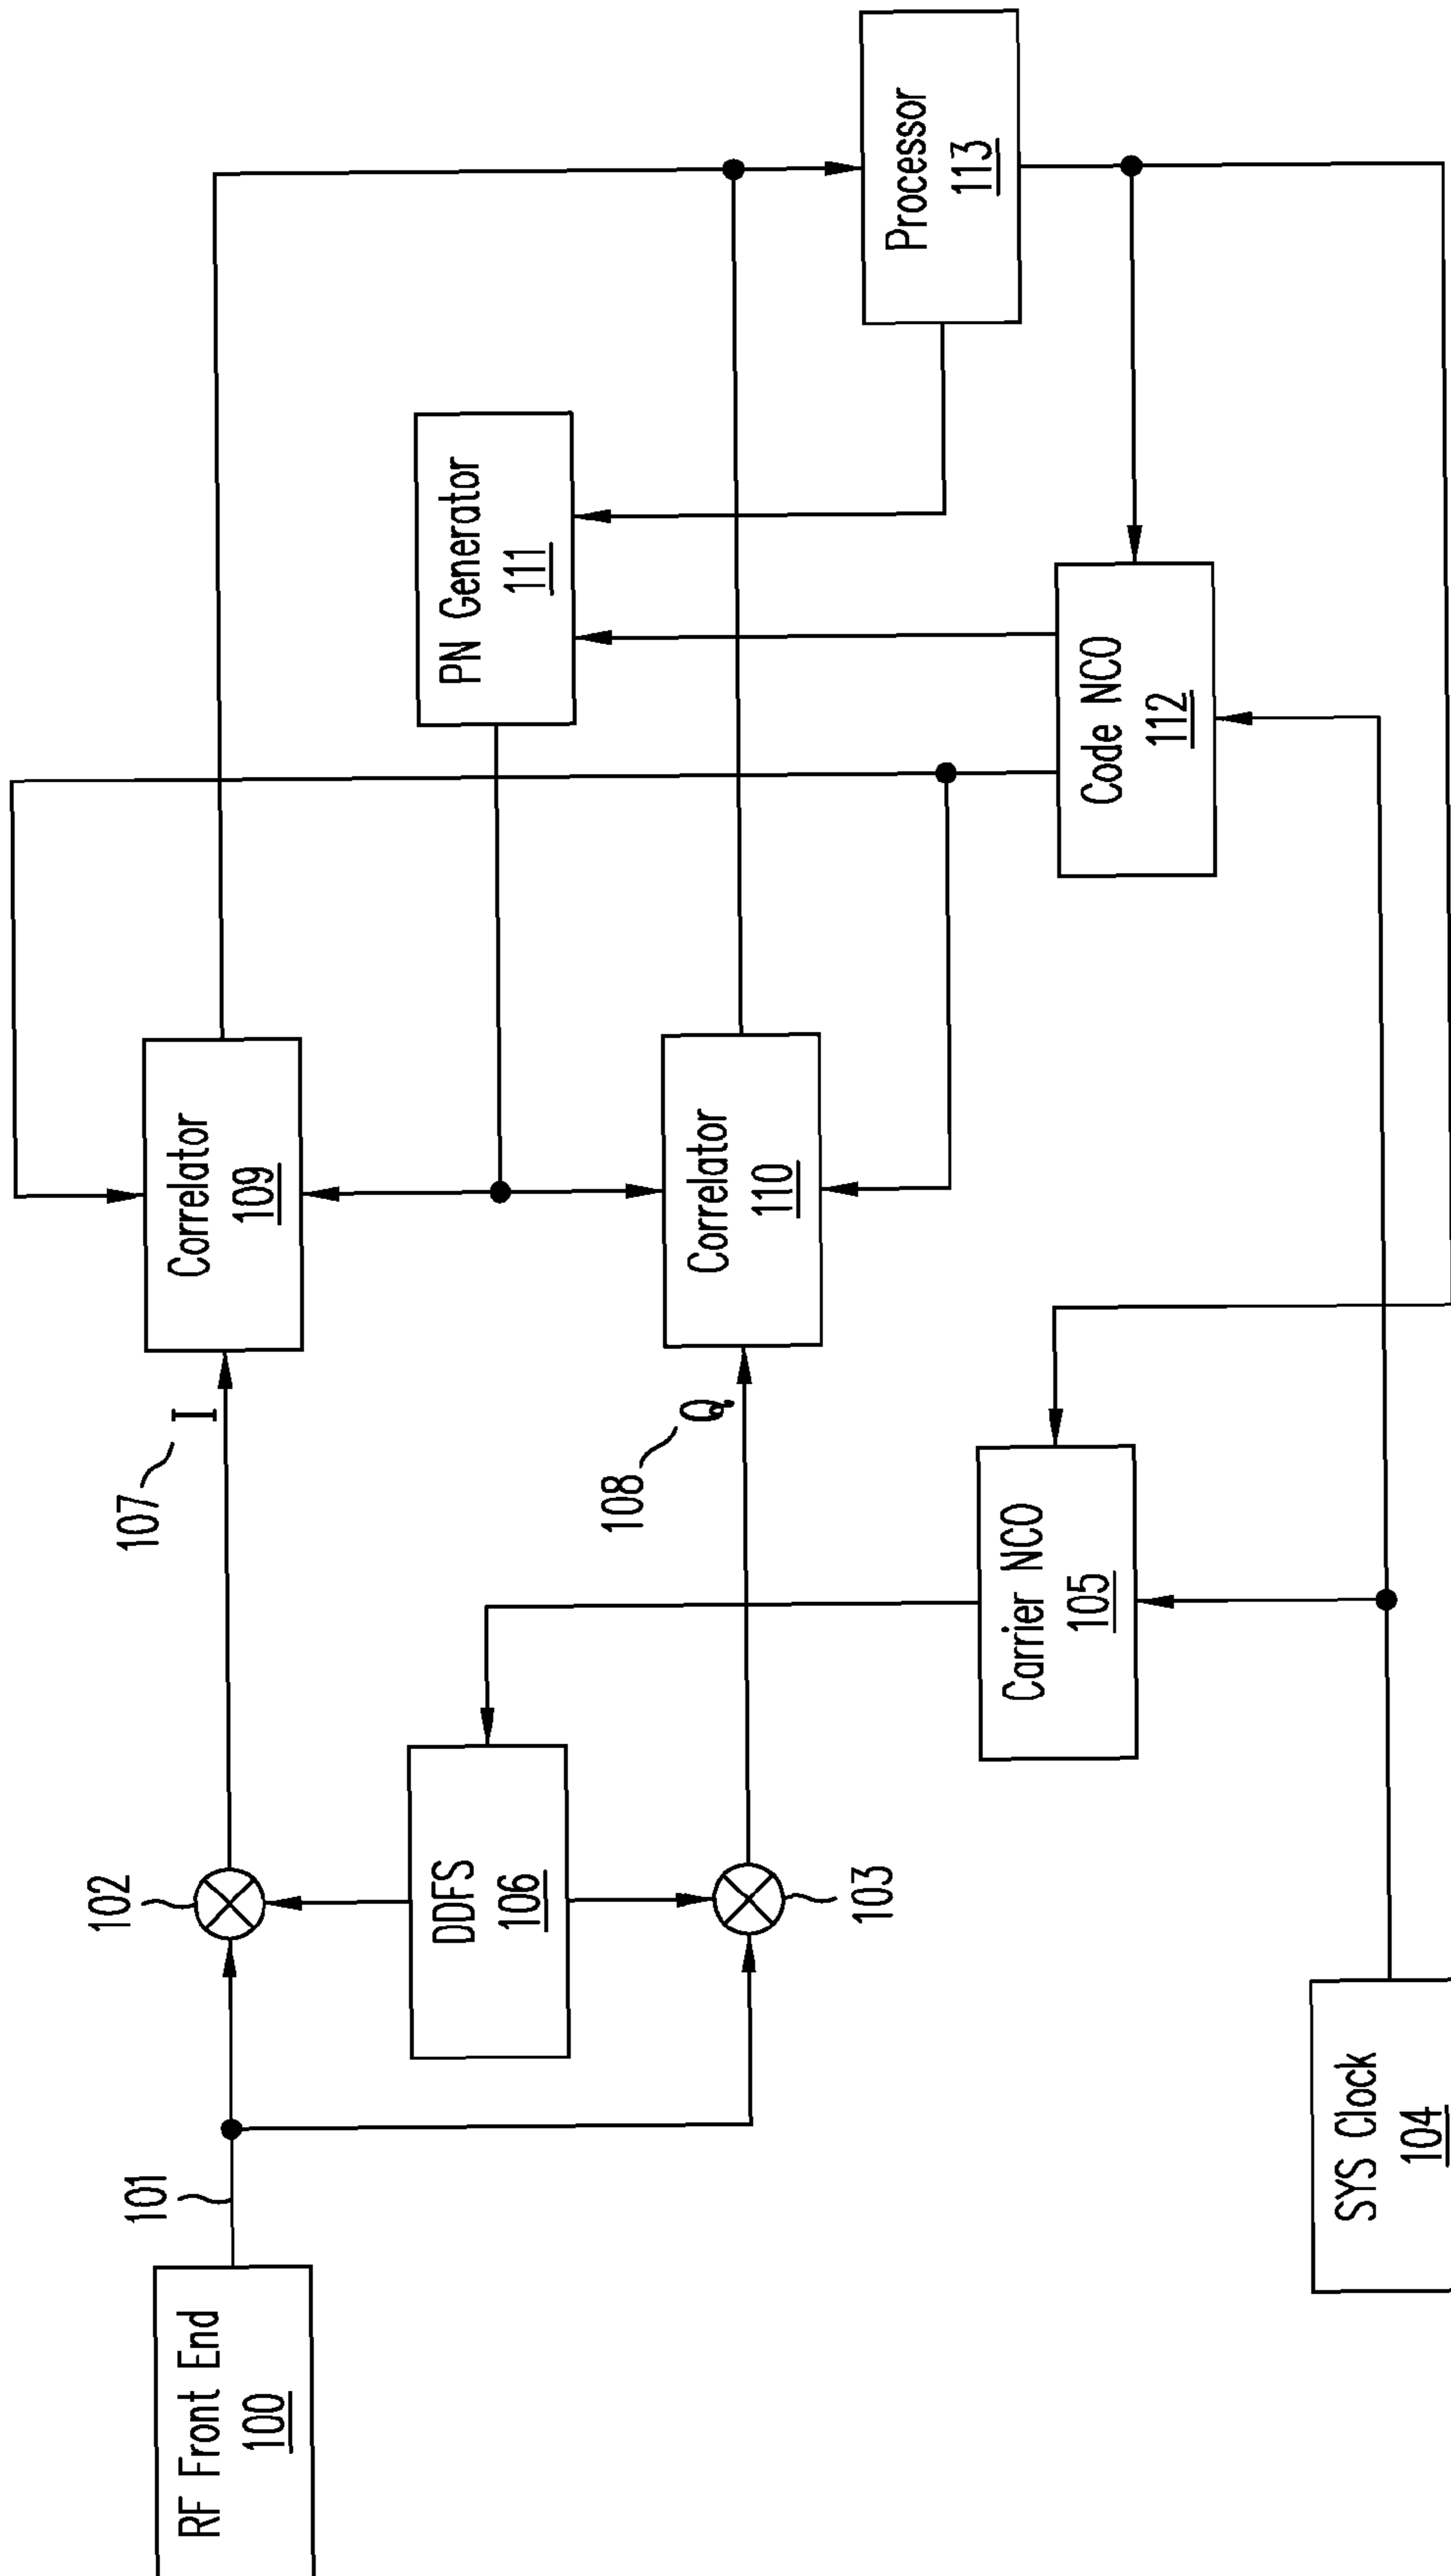 RF Front End
100
101
102
107
I
Correlator
109
DDFS
106
103
108
Q
Correlator
110
PN Generator
111
Carrier NCO
105
Code NCO
112
Processor
113
SYS Clock
104